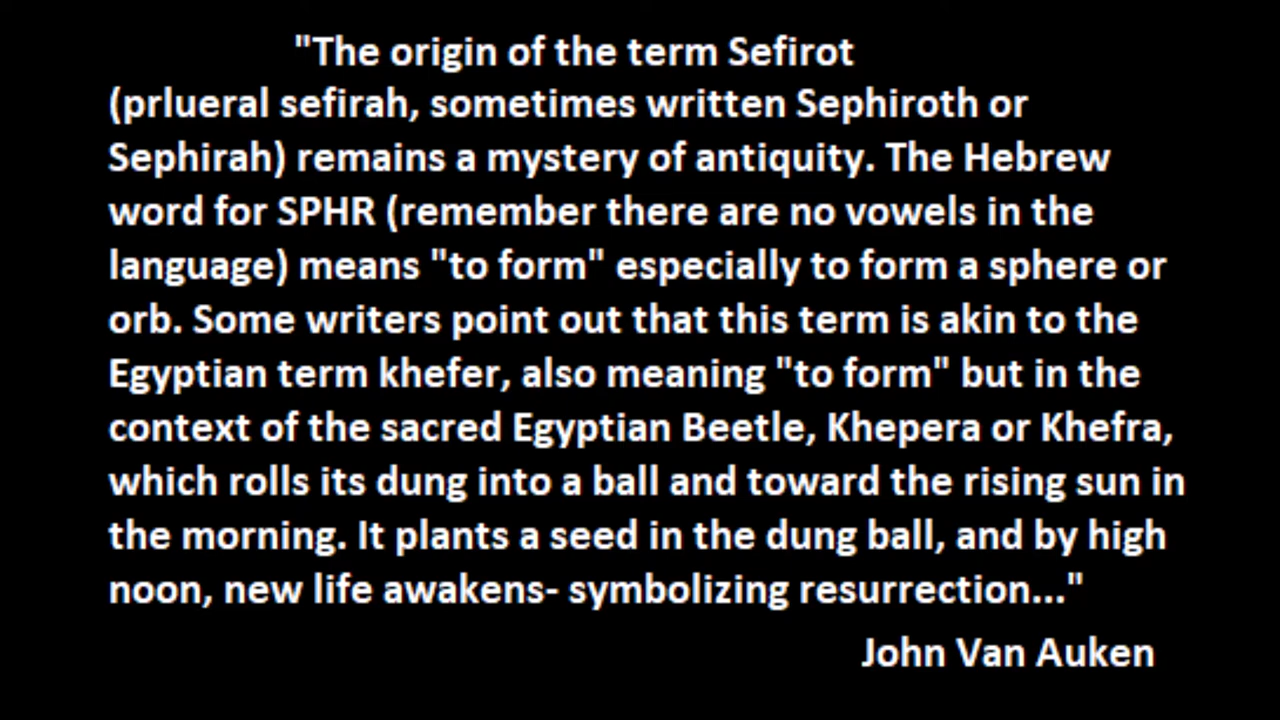 "The origin of the term Sefirot
(prlueral sefirah, sometimes written Sephiroth or
Sephirah) remains a mystery of antiquity. The Hebrew
word for SPHR (remember there are no vowels in the
language) means "to form" especially to form a sphere or
orb. Some writers point out that this term is akin to the
Egyptian term khefer, also meaning "to form" but in the
context of the sacred Egyptian Beetle, Khepera or Khefra,
which rolls its dung into a ball and toward the rising sun in
the morning. It plants a seed in the dung ball, and by high
noon, new life awakens- symbolizing resurrection..."
John Van Auken